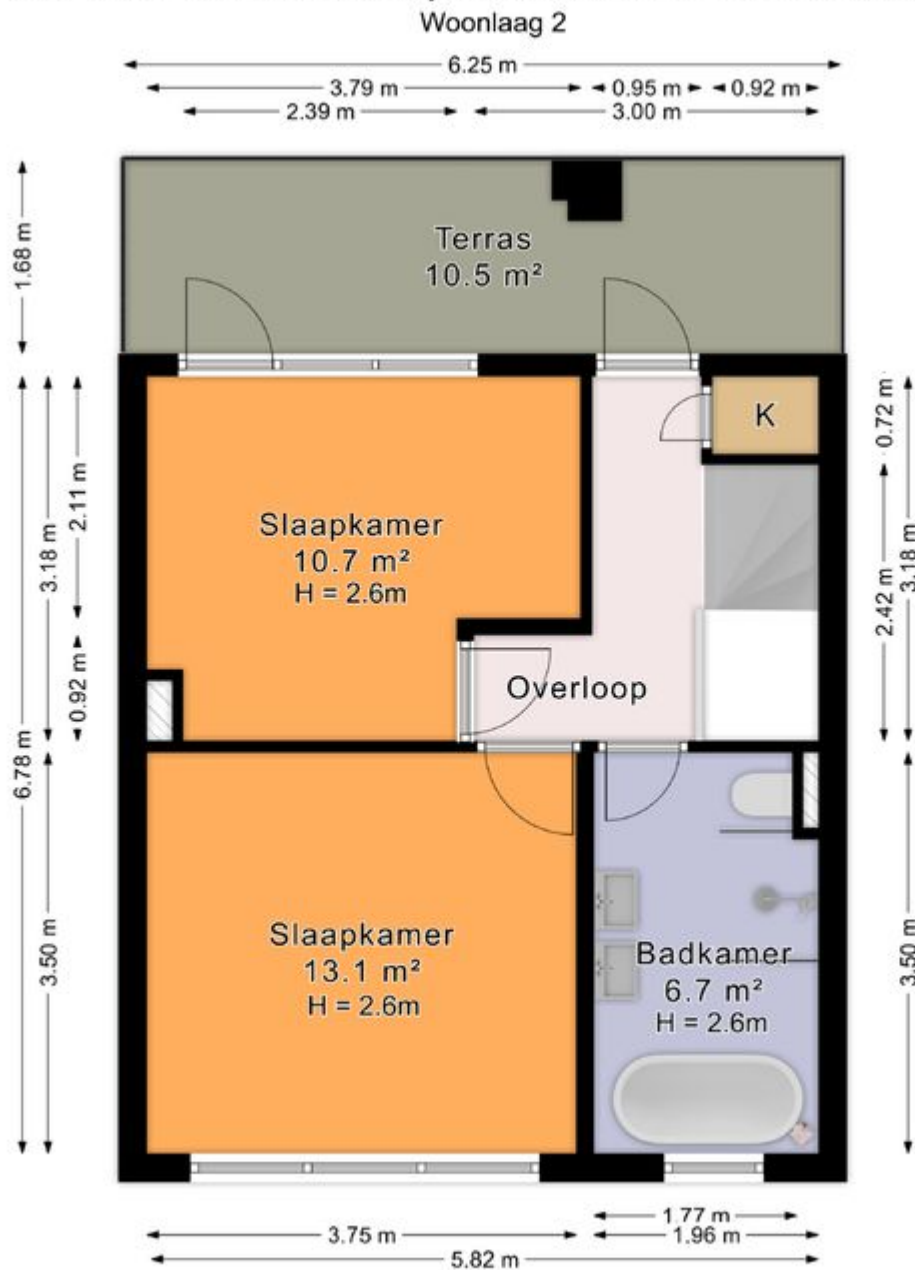 Woonlaag 2
6.25 m
3.79 m 0.95 m 0.92 m
2.39 m 3.00 m
1.68 m
Terras
10.5 m²
K
0.72 m
2.11 m
3.18 m
3.18 m
Slaapkamer
10.7 m²
H = 2.6m
2.42 m
0.92 m
Overloop
6.78 m
3.50 m
Slaapkamer
13.1 m²
H = 2.6m
Badkamer
6.7 m²
H = 2.6m
3.50 m
1.77 m
3.75 m 1.96 m
5.82 m